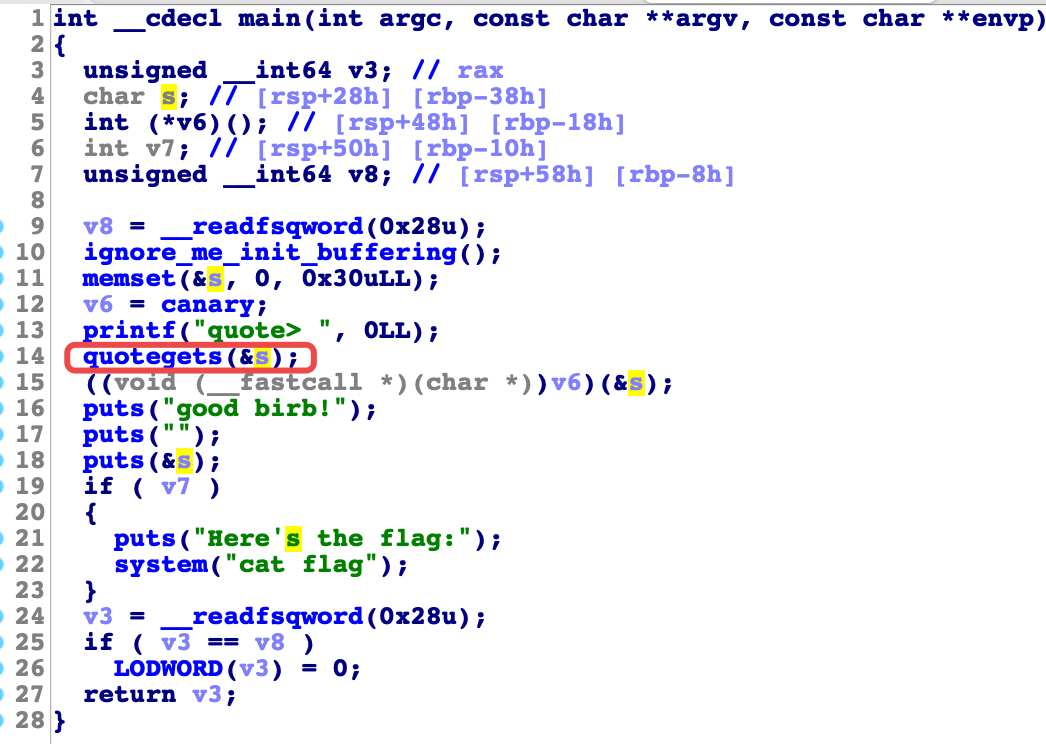 1 int __cdecl main(int argc, const char **argv, const char **envp)
2 {
3   unsigned __int64 v3; // rax
4   char s; // [rsp+28h] [rbp-38h]
5   int (*v6)(); // [rsp+48h] [rbp-18h]
6   int v7; // [rsp+50h] [rbp-10h]
7   unsigned __int64 v8; // [rsp+58h] [rbp-8h]
8
9   v8 = __readfsqword(0x28u);
10   ignore_me_init_buffering();
11   memset(&s, 0, 0x30uLL);
12   v6 = canary;
13   printf("quote> ", 0LL);
14   quotegets(&s);
15   ((void (__fastcall *)(char *))v6)(&s);
16   puts("good birb!");
17   puts("");
18   puts(&s);
19   if ( v7 )
20   {
21     puts("Here's the flag:");
22     system("cat flag");
23   }
24   v3 = __readfsqword(0x28u);
25   if ( v3 == v8 )
26     LODWORD(v3) = 0;
27   return v3;
28 }